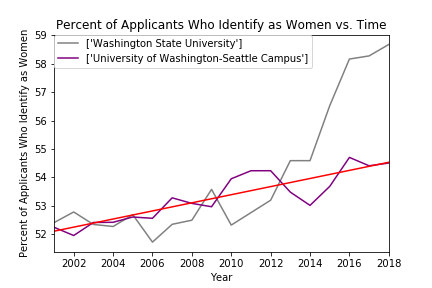 Percent of Applicants Who Identify as Women vs. Time
Percent of Applicants Who Identify as Women
59
58
57
56
55
54
53
52
['Washington State University']
['University of Washington-Seattle Campus']
2002 2004 2006 2008 2010 2012 2014 2016 2018
Year